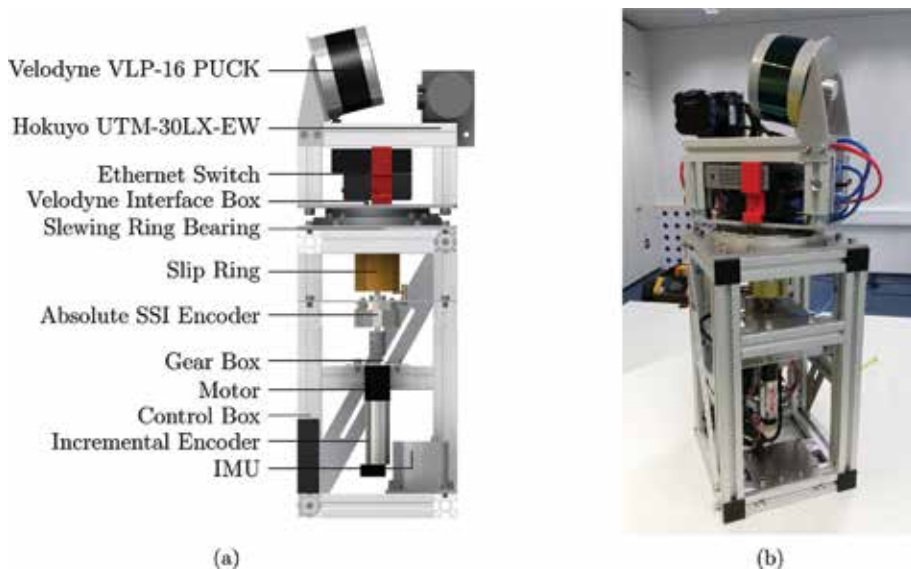 Velodyne VLP-16 PUCK
Hokuyo UTM-30LX-EW
Ethernet Switch
Velodyne Interface Box
Slewing Ring Bearing
Slip Ring
Absolute SSI Encoder
Gear Box
Motor
Control Box
Incremental Encoder
IMU
(a)
(b)